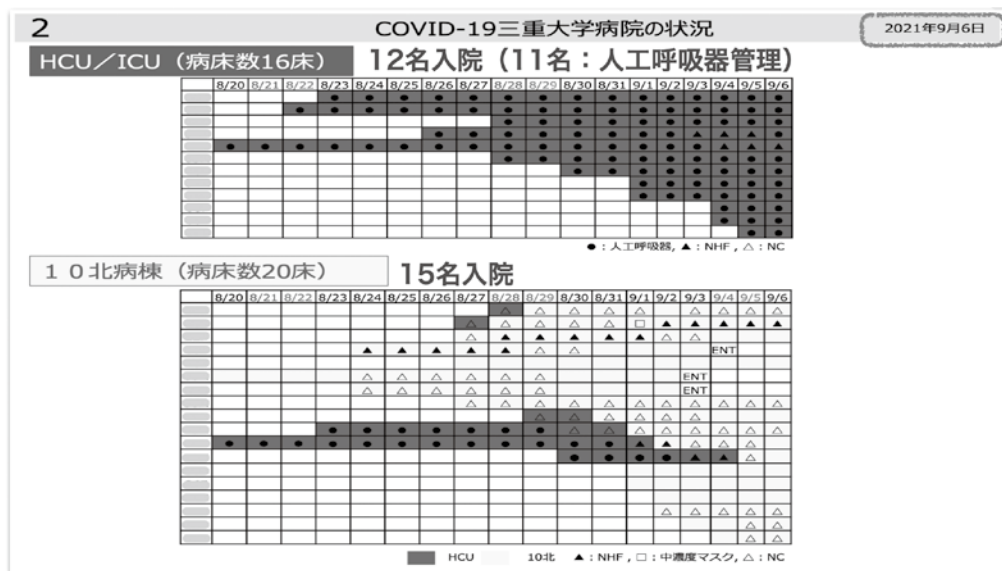 2
COVID-19三重大学病院の状況
2021年9月6日
HCU／ICU（病床数16床）
12名入院（11名：人工呼吸器管理）
8/20 8/21 8/22 8/23 8/24 8/25 8/26 8/27 8/28 8/29 8/30 8/31 9/1 9/2 9/3 9/4 9/5 9/6
●：人工呼吸器, ▲：NHF, △：NC
１０北病棟（病床数20床）
15名入院
8/20 8/21 8/22 8/23 8/24 8/25 8/26 8/27 8/28 8/29 8/30 8/31 9/1 9/2 9/3 9/4 9/5 9/6
ENT
ENT
ENT
HCU 10北 ▲：NHF, □：中濃度マスク, △：NC